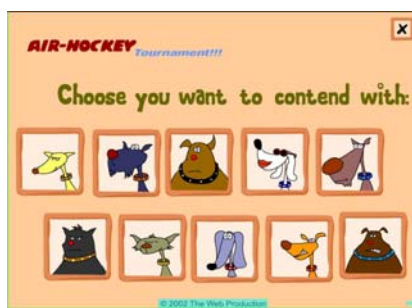 X
AIR-HOCKEY
Tournament!!!
Choose you want to contend with:
© 2002 The Web Production